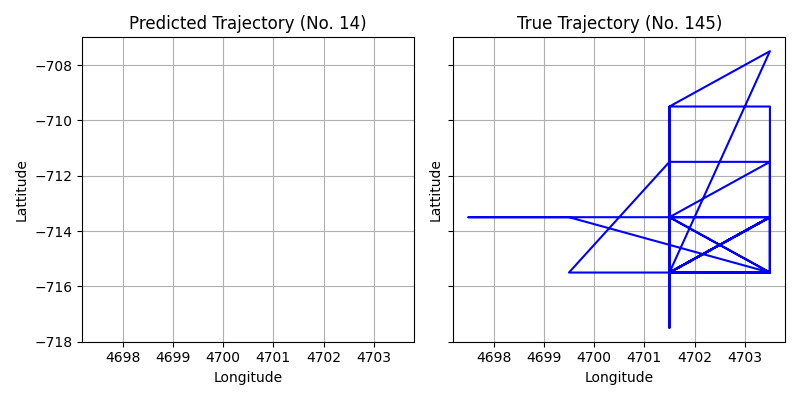 Predicted Trajectory (No. 14)
True Trajectory (No. 145)
Lattitude
−708
−710
−712
−714
−716
−718
4698 4699 4700 4701 4702 4703
Longitude
Lattitude
4698 4699 4700 4701 4702 4703
Longitude